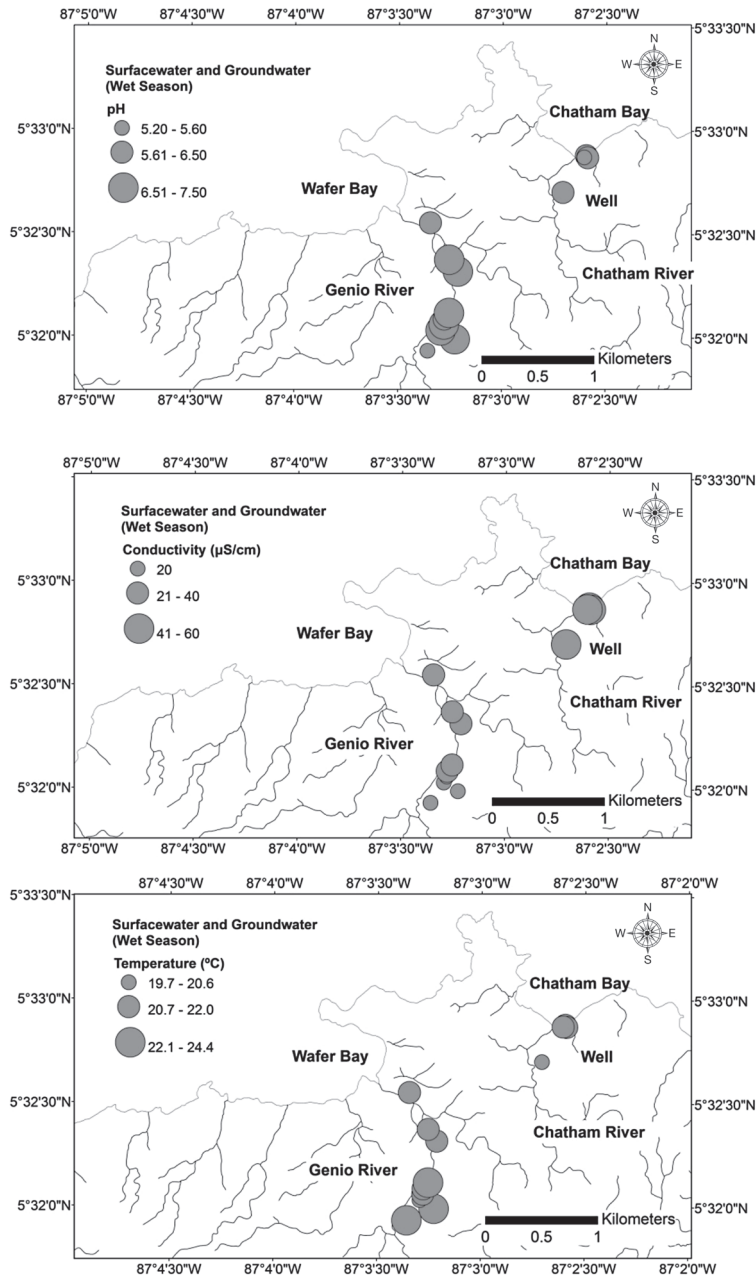 87°5'0"W 87°4'30"W 87°4'0"W 87°3'30"W 87°3'0"W 87°2'30"W
5°33'30"N
N
W E
S
Surfacewater and Groundwater
(Wet Season)
pH
5.20 - 5.60
5.61 - 6.50
6.51 - 7.50
Chatham Bay
5°33'0"N 5°33'0"N
Wafer Bay
Well
5°32'30"N 5°32'30"N
Chatham River
Genio River
5°32'0"N 5°32'0"N
Kilometers
0 0.5 1
87°5'0"W 87°4'30"W 87°4'0"W 87°3'30"W 87°3'0"W 87°2'30"W
87°5'0"W 87°4'30"W 87°4'0"W 87°3'30"W 87°3'0"W 87°2'30"W
5°33'30"N
N
W E
S
Surfacewater and Groundwater
(Wet Season)
Conductivity (µS/cm)
20
21 - 40
41 - 60
Chatham Bay
5°33'0"N 5°33'0"N
Wafer Bay
Well
5°32'30"N 5°32'30"N
Chatham River
Genio River
5°32'0"N 5°32'0"N
Kilometers
0 0.5 1
87°5'0"W 87°4'30"W 87°4'0"W 87°3'30"W 87°3'0"W 87°2'30"W
87°4'30"W 87°4'0"W 87°3'30"W 87°3'0"W 87°2'30"W 87°2'0"W
5°33'30"N
N
W E
S
Surfacewater and Groundwater
(Wet Season)
Temperature (ºC)
19.7 - 20.6
20.7 - 22.0
22.1 - 24.4
Chatham Bay
5°33'0"N 5°33'0"N
Wafer Bay
Well
5°32'30"N 5°32'30"N
Chatham River
Genio River
5°32'0"N 5°32'0"N
Kilometers
0 0.5 1
87°4'30"W 87°4'0"W 87°3'30"W 87°3'0"W 87°2'30"W 87°2'0"W